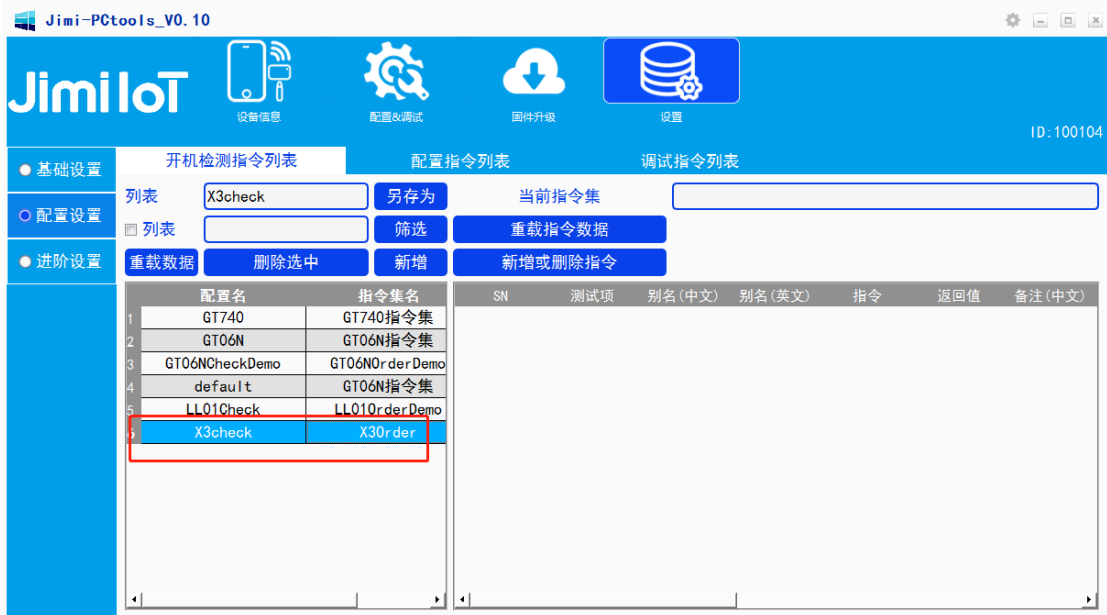 Jimi-PCtools_V0.10
Jimi IoT
设备信息
配置&调试
固件升级
设置
ID:100104
基础设置
配置设置
进阶设置
开机检测指令列表 配置指令列表 调试指令列表
列表 X3check 另存为 当前指令集
列表 筛选 重载指令数据
重载数据 删除选中 新增 新增或删除指令
配置名 指令集名 SN 测试项 别名(中文) 别名(英文) 指令 返回值 备注(中文)
1 GT740 GT740指令集
2 GT06N GT06N指令集
3 GT06NCheckDemo GT06NOrderDemo
4 default GT06N指令集
5 LL01Check LL01OrderDemo
6 X3check X3Order